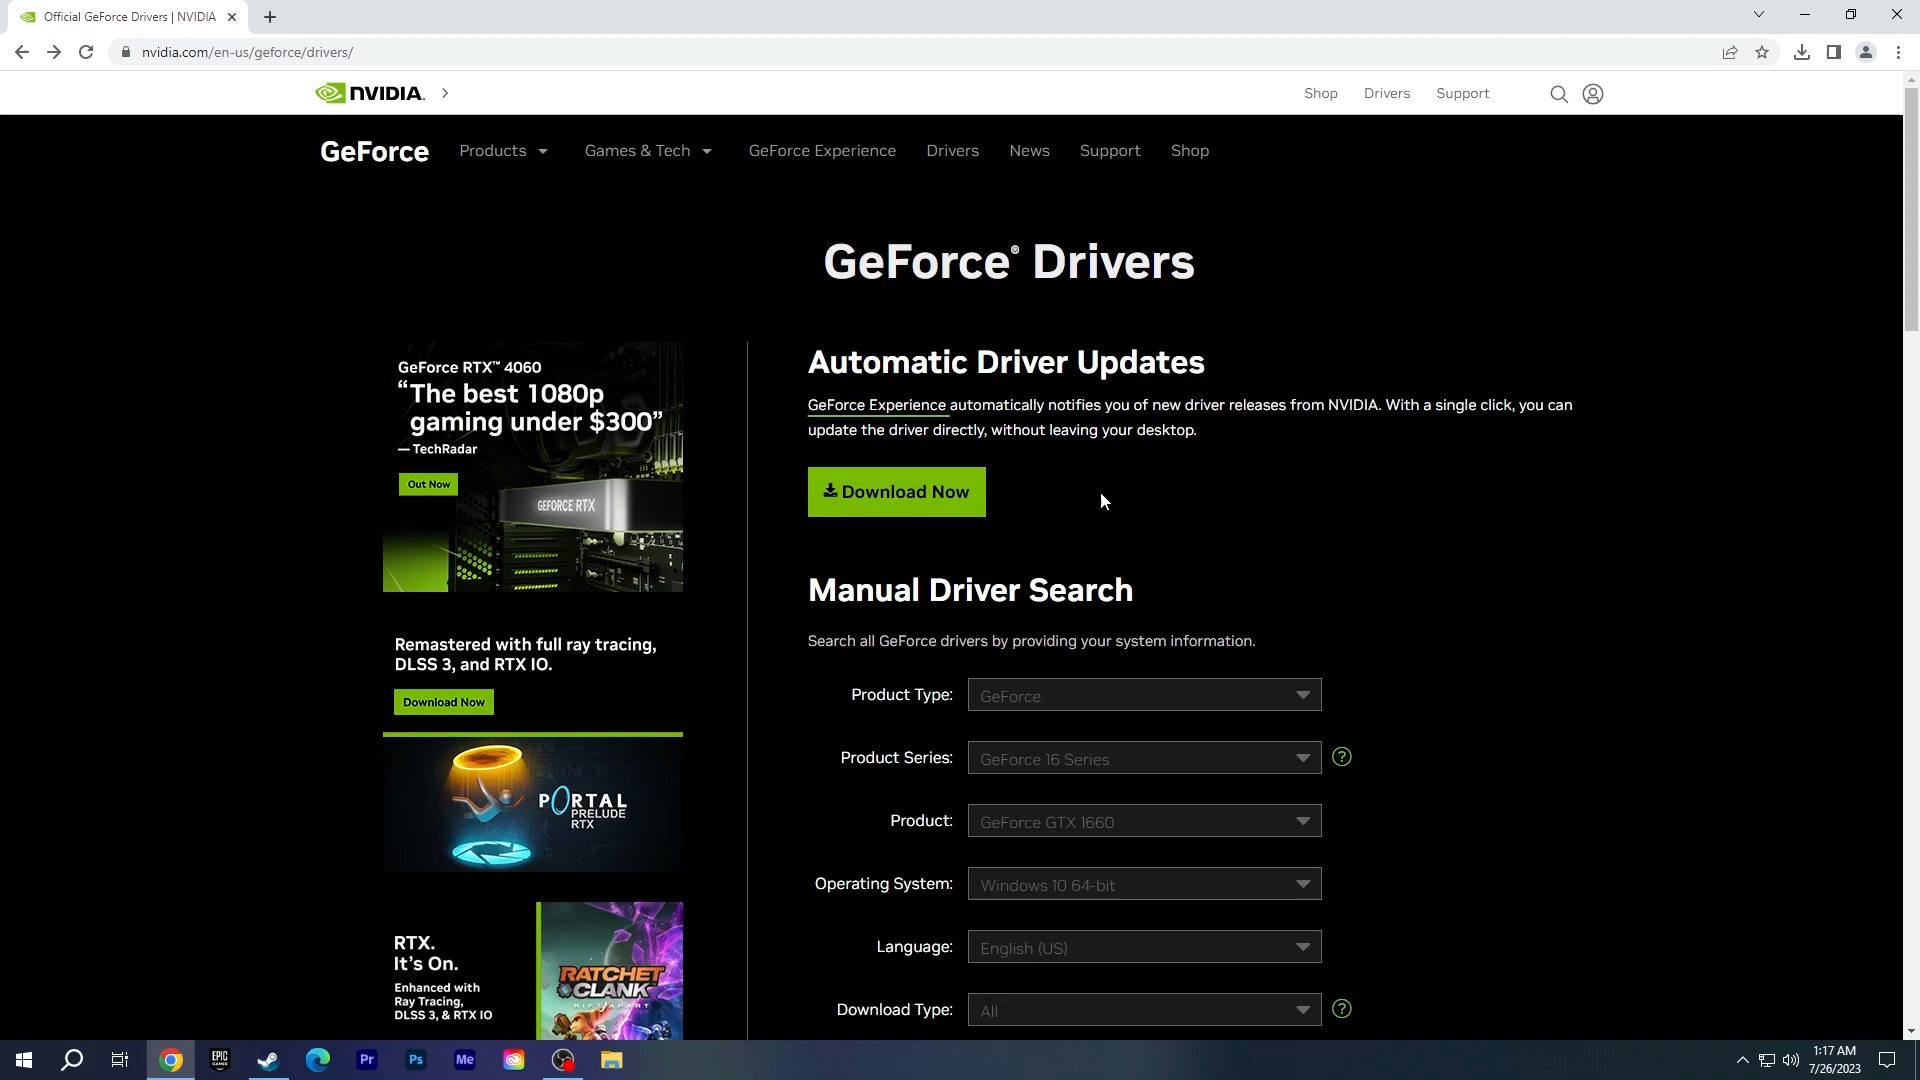 Official GeForce Drivers | NVIDIA
nvidia.com/en-us/geforce/drivers/
NVIDIA.
Shop
Drivers
Support
GeForce
Products
Games & Tech
GeForce Experience
Drivers
News
Support
Shop
GeForce® Drivers
GeForce RTX™ 4060
“The best 1080p
gaming under $300”
— TechRadar
Out Now
GEFORCE RTX
Remastered with full ray tracing,
DLSS 3, and RTX IO.
Download Now
PORTAL
PRELUDE
RTX
RTX.
It’s On.
Enhanced with
Ray Tracing,
DLSS 3, & RTX IO
RATCHET
CLANK
RIFT APART
Automatic Driver Updates
GeForce Experience automatically notifies you of new driver releases from NVIDIA. With a single click, you can
update the driver directly, without leaving your desktop.
Download Now
Manual Driver Search
Search all GeForce drivers by providing your system information.
Product Type: GeForce
Product Series: GeForce 16 Series ?
Product: GeForce GTX 1660
Operating System: Windows 10 64-bit
Language: English (US)
Download Type: All ?
EPIC
GAMES
Pr
Ps
Me
1:17 AM
7/26/2023